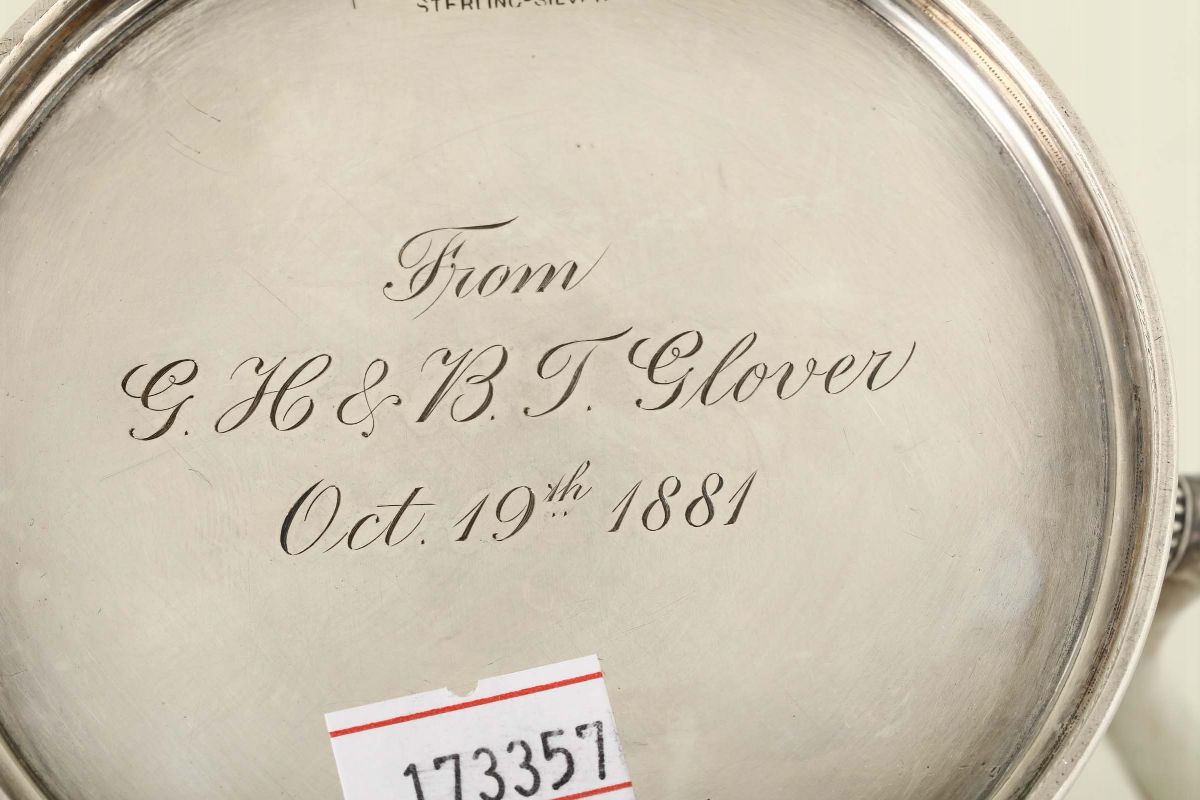 STERLING-SILVER
From
G. H & B. T. Glover
Oct. 19th 1881
173357